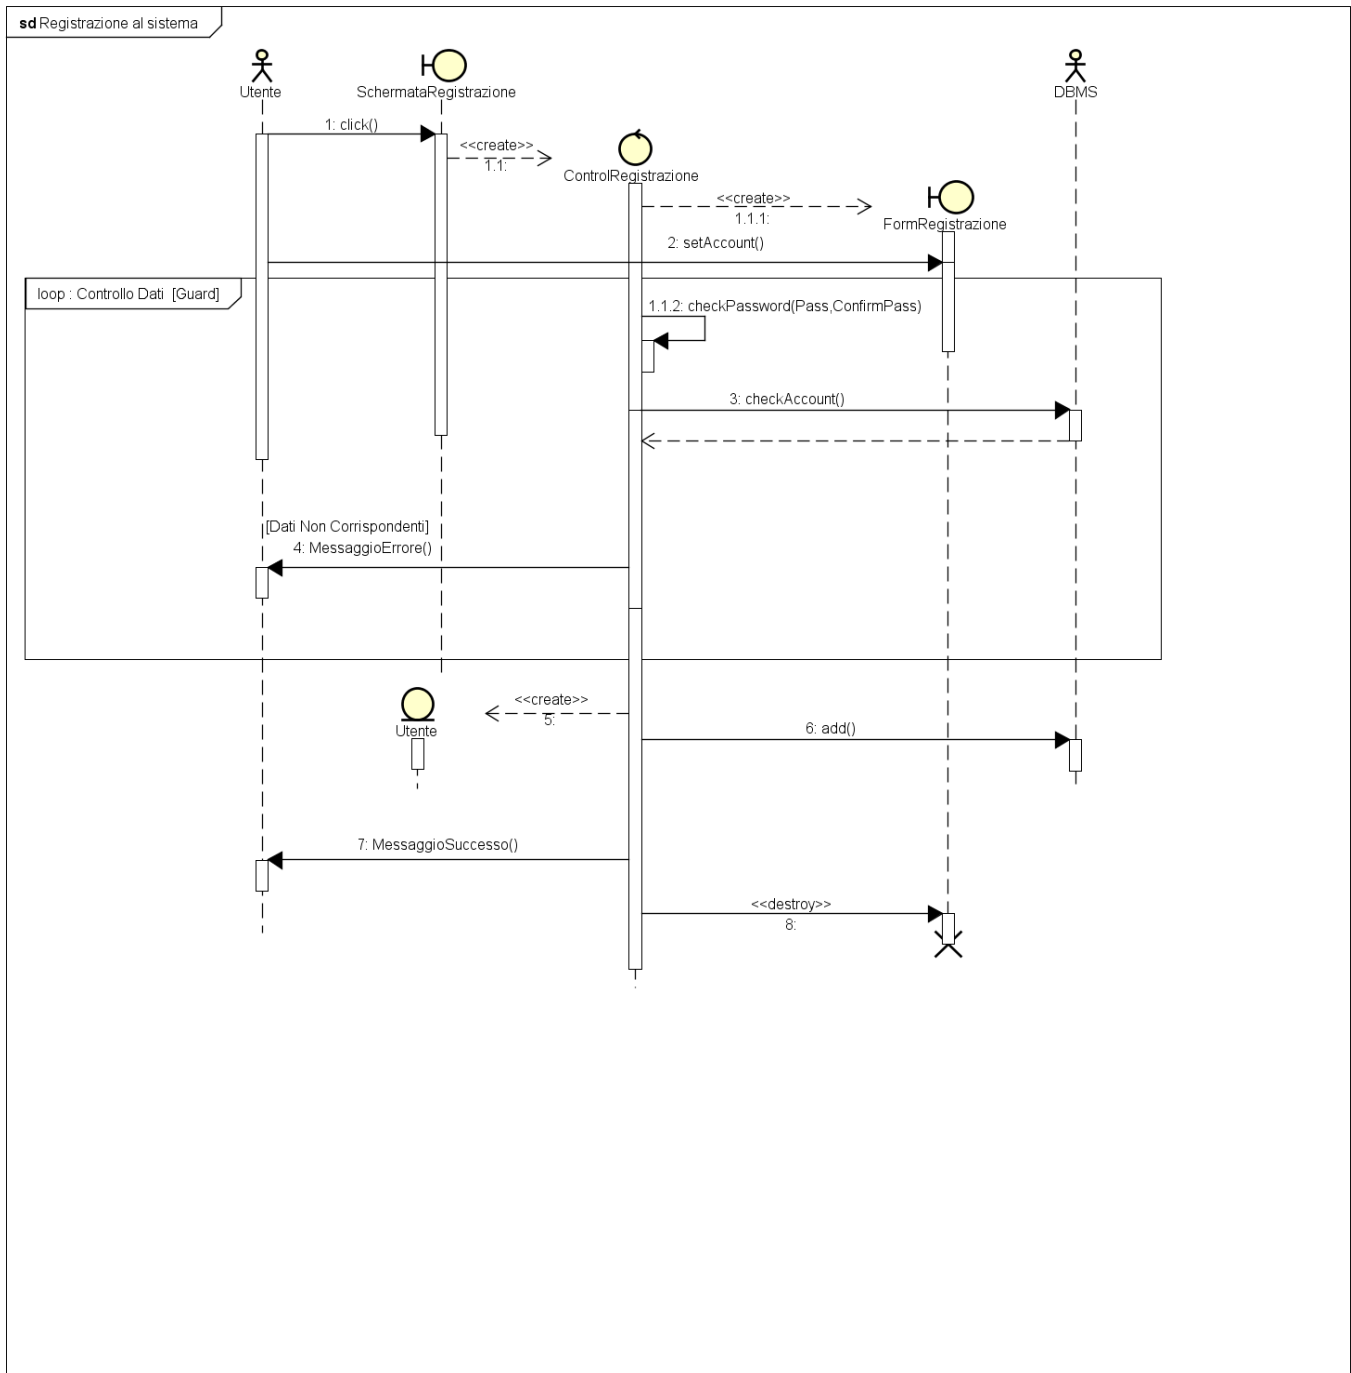 sd Registrazione al sistema
Utente
SchermataRegistrazione
DBMS
1: click()
<<create>>
1.1:
ControlRegistrazione
<<create>>
1.1.1:
FormRegistrazione
2: setAccount()
loop : Controllo Dati [Guard]
1.1.2: checkPassword(Pass,ConfirmPass)
3: checkAccount()
[Dati Non Corrispondenti]
4: MessaggioErrore()
<<create>>
5:
Utente
6: add()
7: MessaggioSuccesso()
<<destroy>>
8: